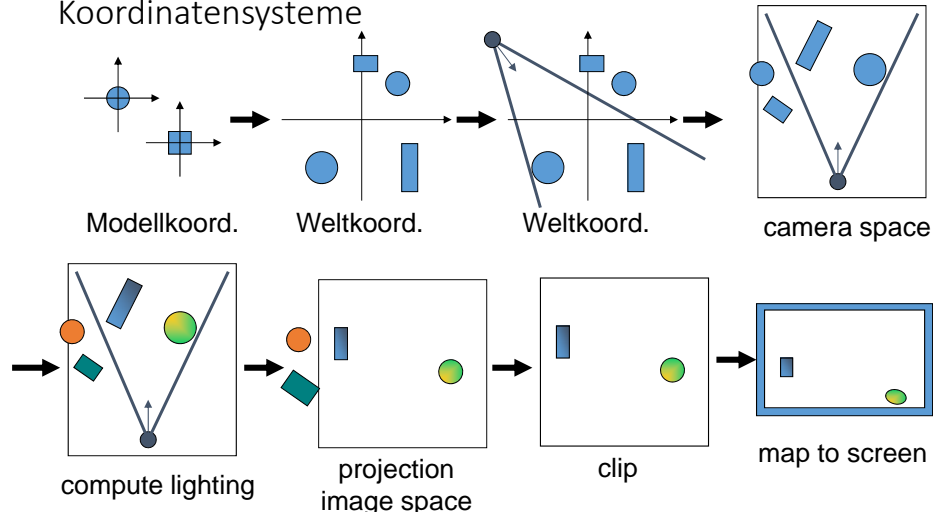 Koordinatensysteme
Modellkoord.
Weltkoord.
Weltkoord.
camera space
compute lighting
projection
image space
clip
map to screen